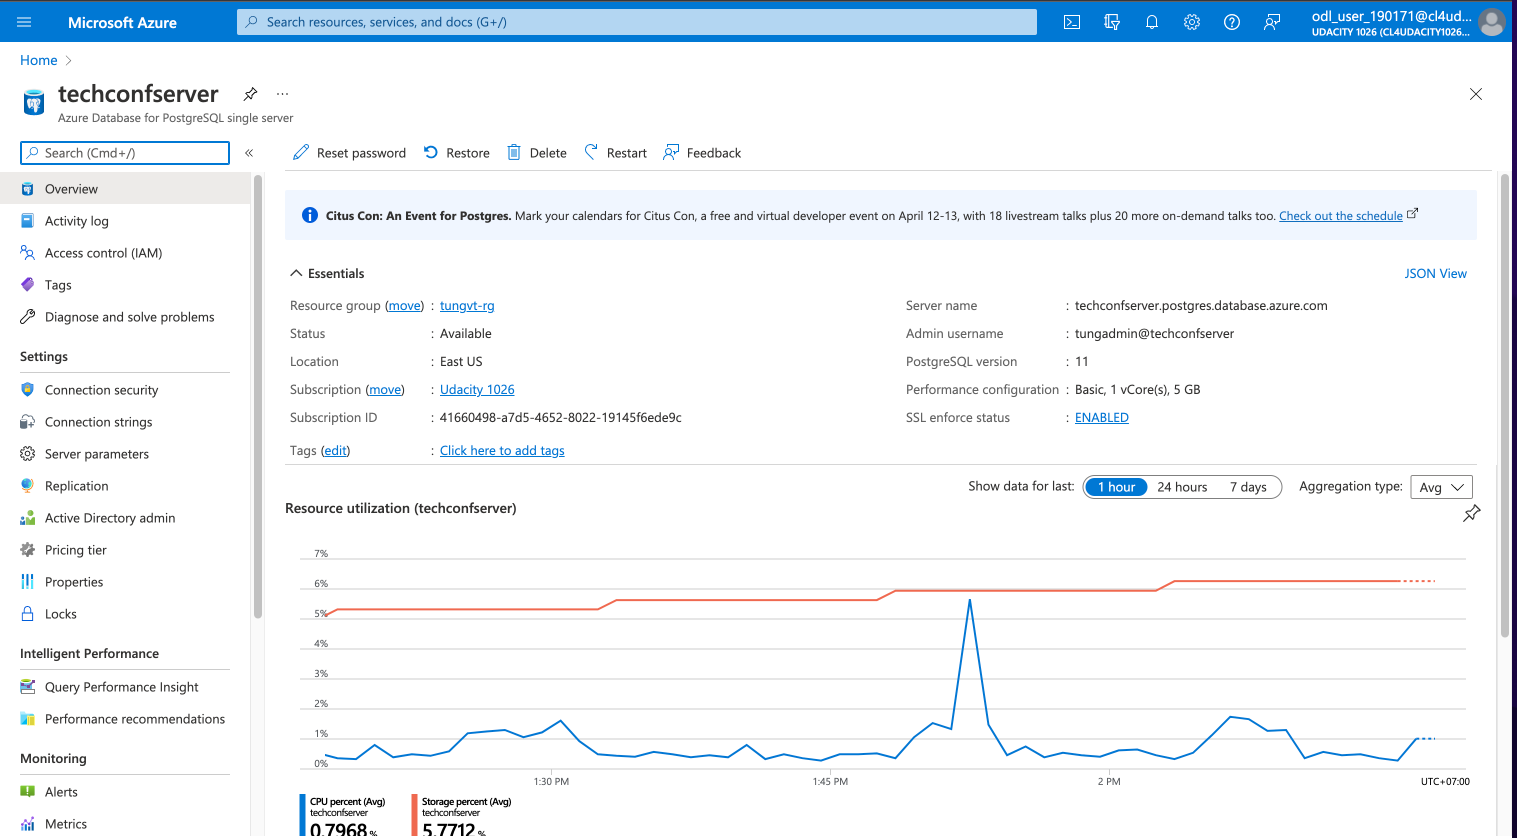 Microsoft Azure
Search resources, services, and docs (G+/)
odl_user_190171@cl4ud...
UDACITY 1026 (CL4UDACITY1026...
Home
techconfserver
...
Azure Database for PostgreSQL single server
Search (Cmd+/)
«
Reset password
Restore
Delete
Restart
Feedback
Overview
Activity log
Access control (IAM)
Tags
Diagnose and solve problems
Settings
Connection security
Connection strings
Server parameters
Replication
Active Directory admin
Pricing tier
Properties
Locks
Intelligent Performance
Query Performance Insight
Performance recommendations
Monitoring
Alerts
Metrics
Citus Con: An Event for Postgres. Mark your calendars for Citus Con, a free and virtual developer event on April 12-13, with 18 livestream talks plus 20 more on-demand talks too. Check out the schedule
Essentials
JSON View
Resource group (move) : tungvt-rg
Status : Available
Location : East US
Subscription (move) : Udacity 1026
Subscription ID : 41660498-a7d5-4652-8022-19145f6ede9c
Tags (edit) : Click here to add tags
Server name : techconfserver.postgres.database.azure.com
Admin username : tungadmin@techconfserver
PostgreSQL version : 11
Performance configuration : Basic, 1 vCore(s), 5 GB
SSL enforce status : ENABLED
Show data for last: 1 hour 24 hours 7 days Aggregation type: Avg
Resource utilization (techconfserver)
7%
6%
5%
4%
3%
2%
1%
0%
1:30 PM 1:45 PM 2 PM UTC+07:00
CPU percent (Avg)
techconfserver
0.7968 %
Storage percent (Avg)
techconfserver
5.7712 %